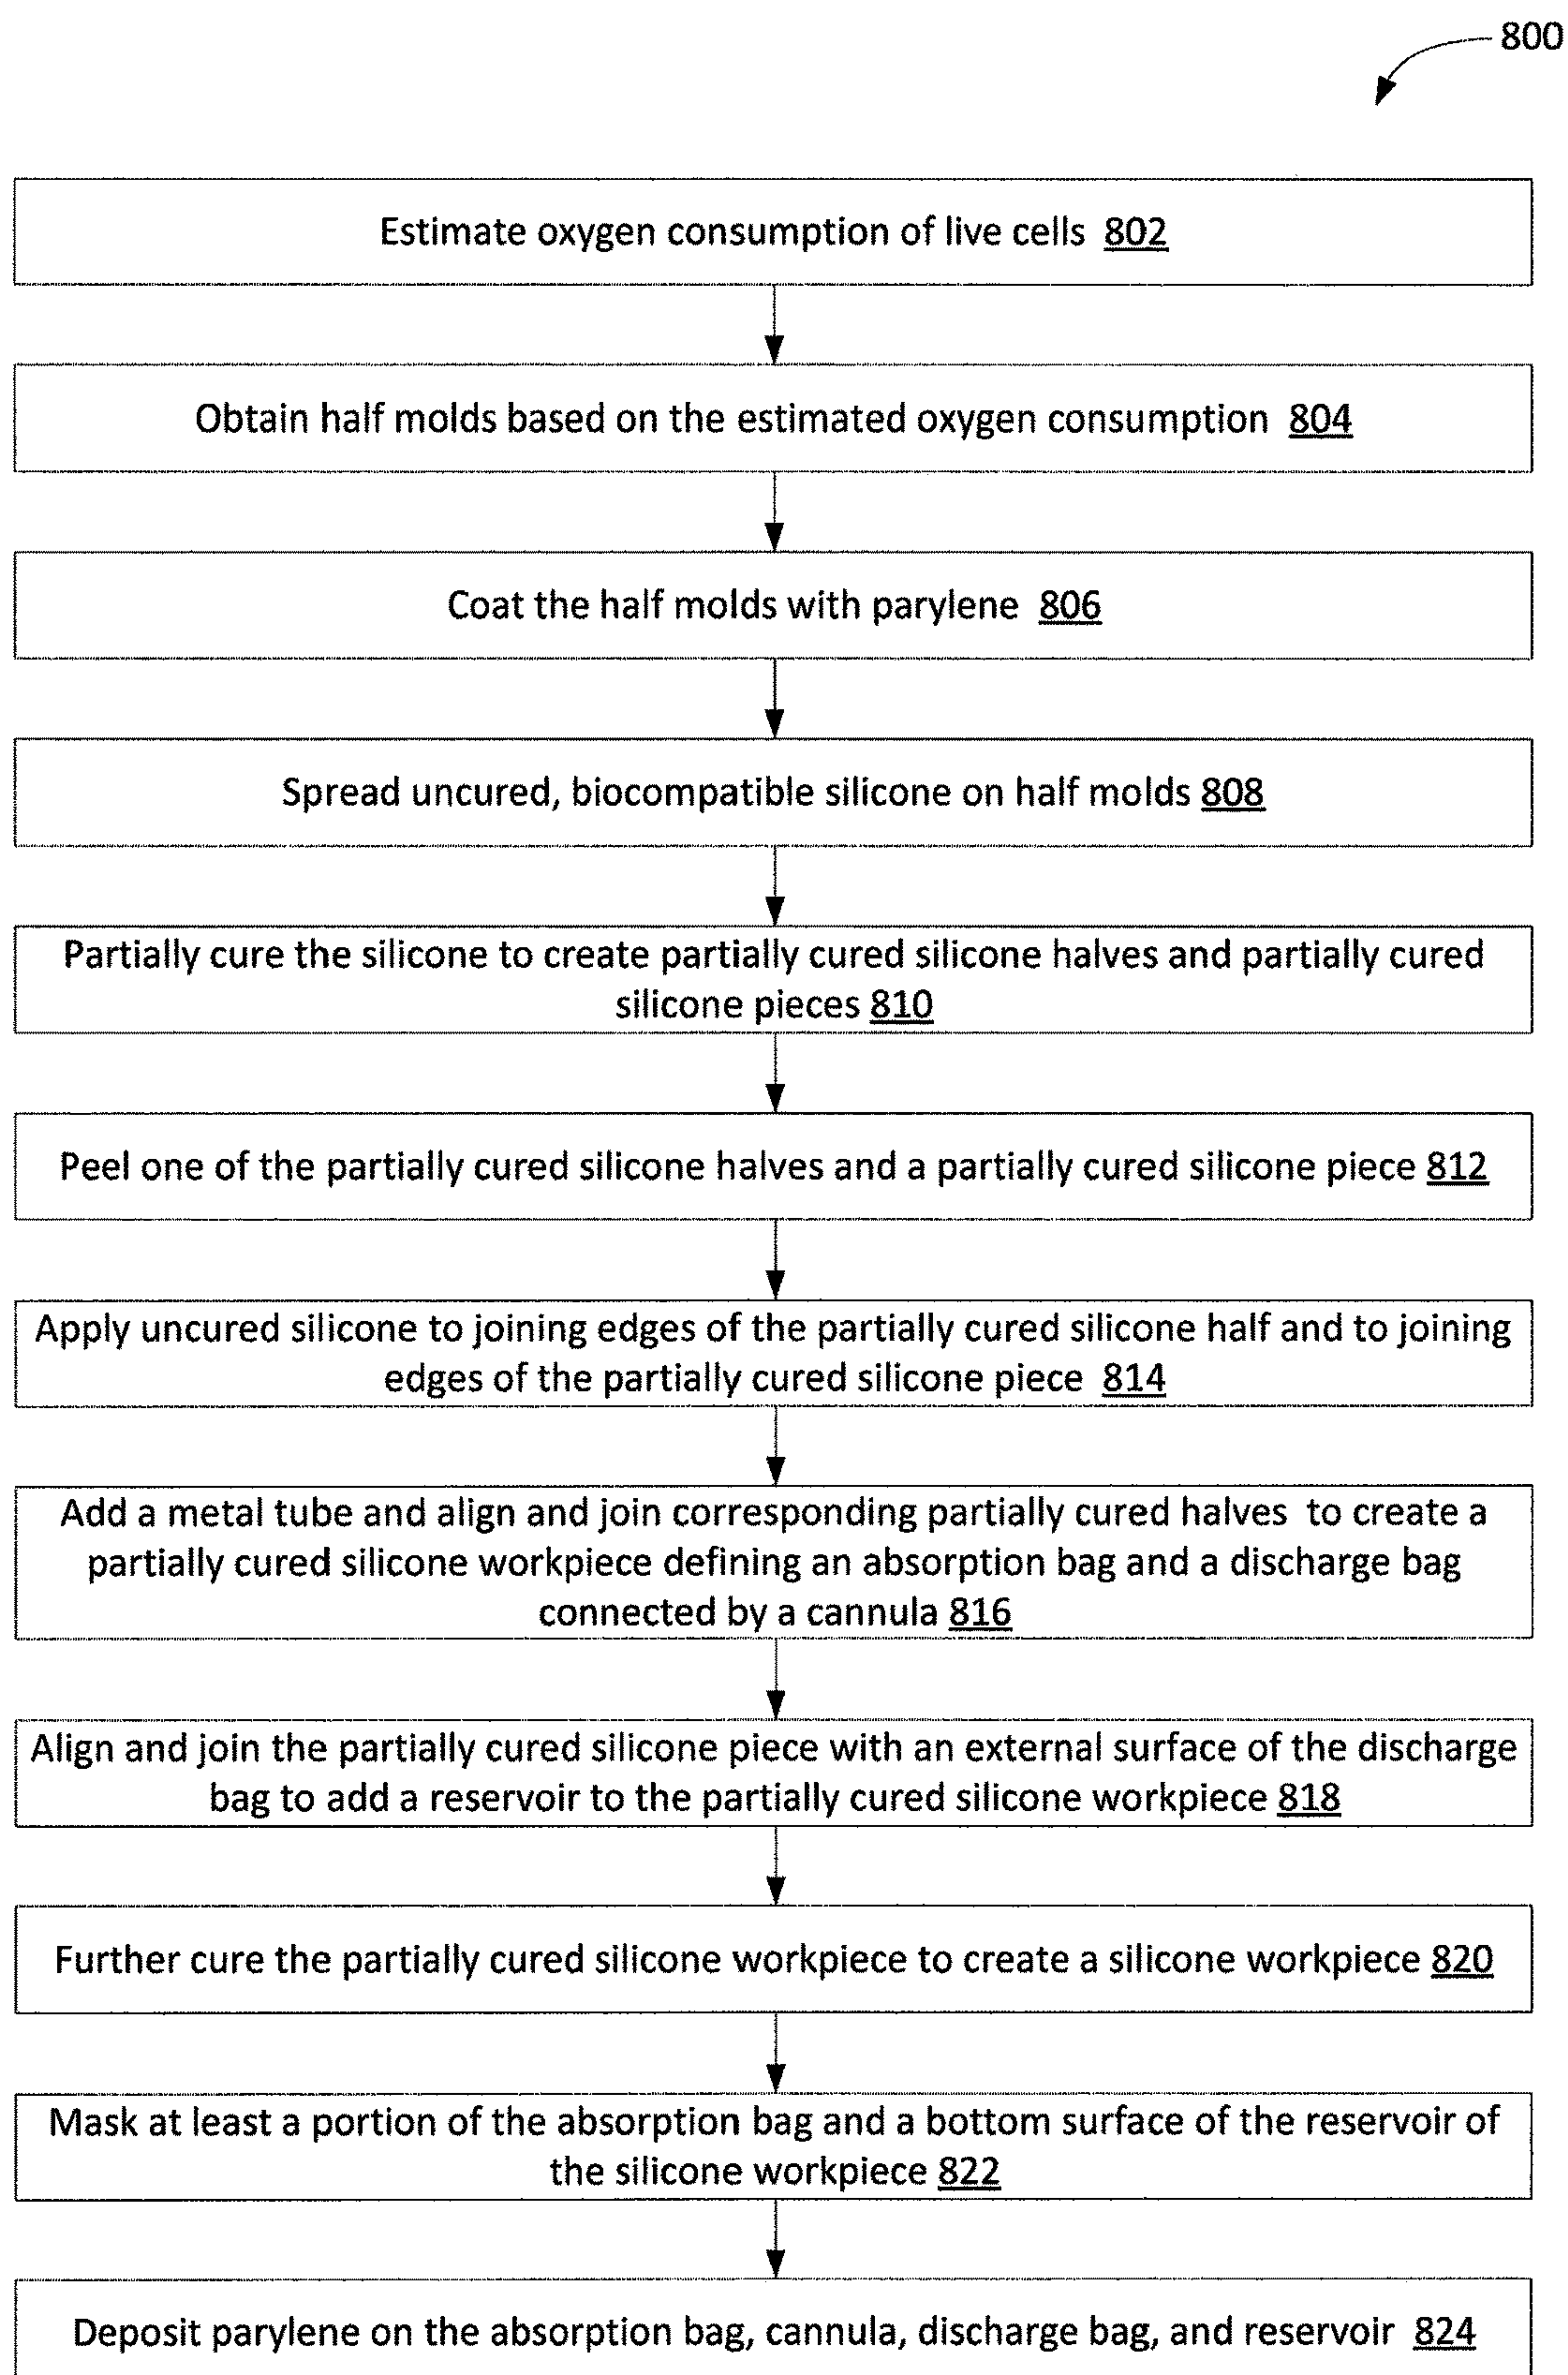 800
Estimate oxygen consumption of live cells 802
Obtain half molds based on the estimated oxygen consumption 804
Coat the half molds with parylene 806
Spread uncured, biocompatible silicone on half molds 808
Partially cure the silicone to create partially cured silicone halves and partially cured
silicone pieces 810
Peel one of the partially cured silicone halves and a partially cured silicone piece 812
Apply uncured silicone to joining edges of the partially cured silicone half and to joining
edges of the partially cured silicone piece 814
Add a metal tube and align and join corresponding partially cured halves to create a
partially cured silicone workpiece defining an absorption bag and a discharge bag
connected by a cannula 816
Align and join the partially cured silicone piece with an external surface of the discharge
bag to add a reservoir to the partially cured silicone workpiece 818
Further cure the partially cured silicone workpiece to create a silicone workpiece 820
Mask at least a portion of the absorption bag and a bottom surface of the reservoir of
the silicone workpiece 822
Deposit parylene on the absorption bag, cannula, discharge bag, and reservoir 824